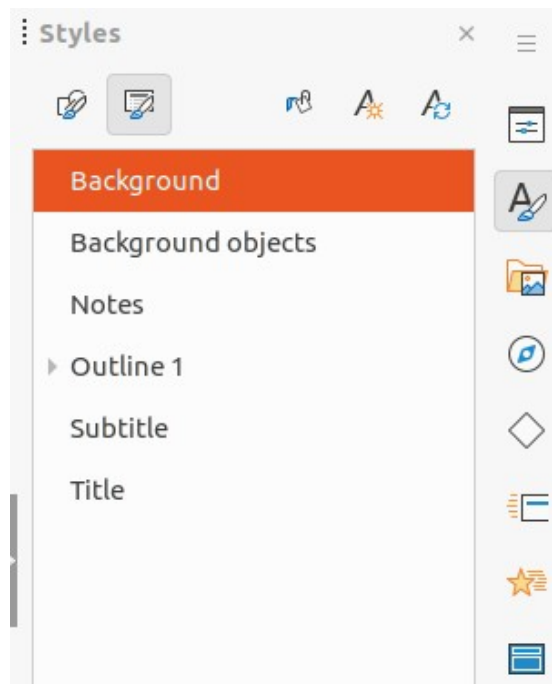 Styles
Background
Background objects
Notes
Outline 1
Subtitle
Title